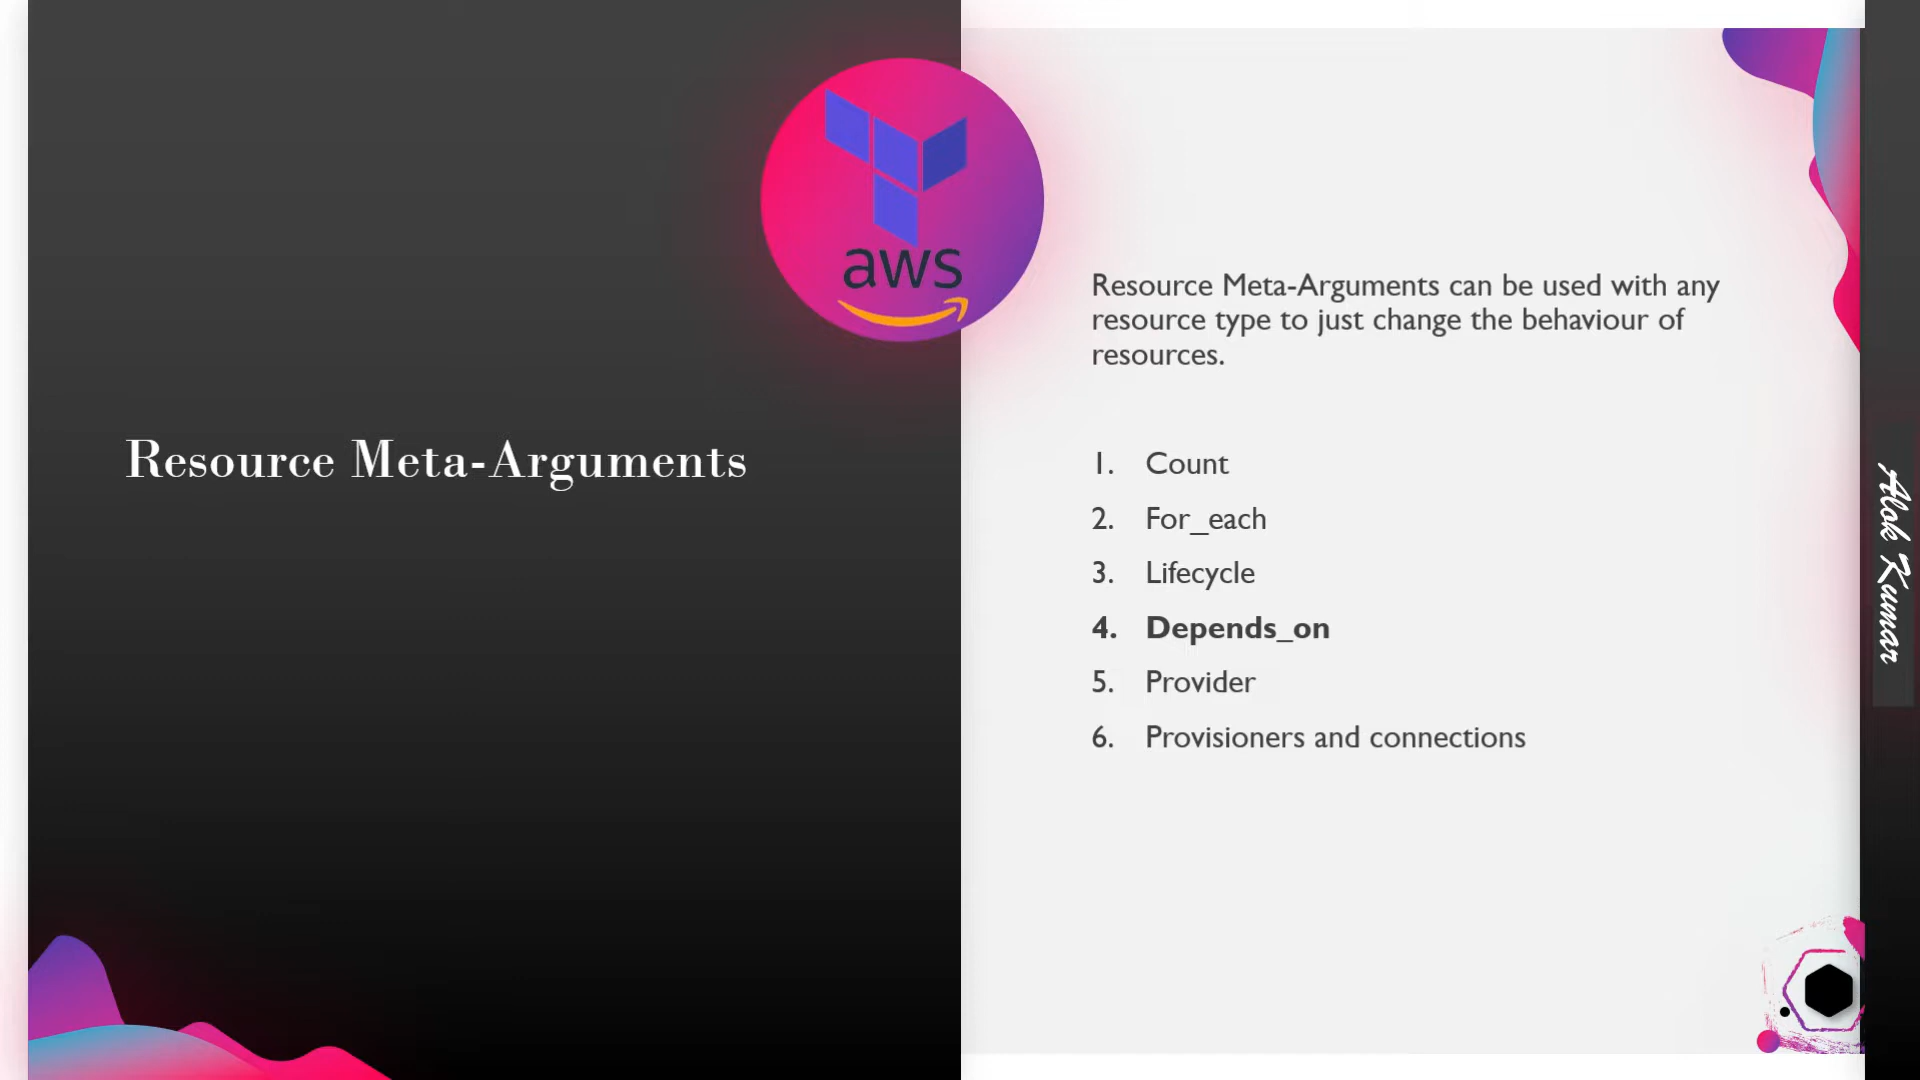 Resource Meta-Arguments
aws
Resource Meta-Arguments can be used with any
resource type to just change the behaviour of
resources.
1. Count
2. For_each
3. Lifecycle
4. Depends_on
5. Provider
6. Provisioners and connections
Alok Kumar